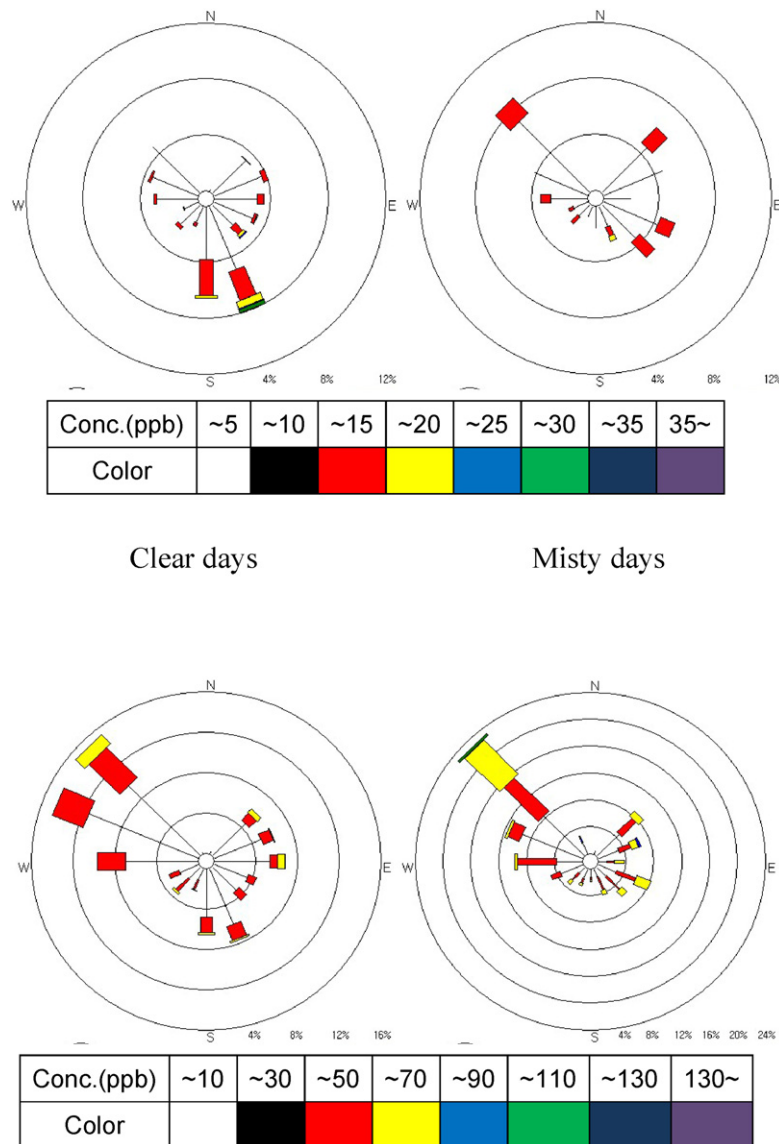 N N
W E W E
S 4% 8% 12% S 4% 8% 12%
Conc.(ppb) ~5 ~10 ~15 ~20 ~25 ~30 ~35 35~
Color
Clear days Misty days
N N
W E W E
S 4% 8% 12% 16% S 4% 8% 12% 16% 20% 24%
Conc.(ppb) ~10 ~30 ~50 ~70 ~90 ~110 ~130 130~
Color